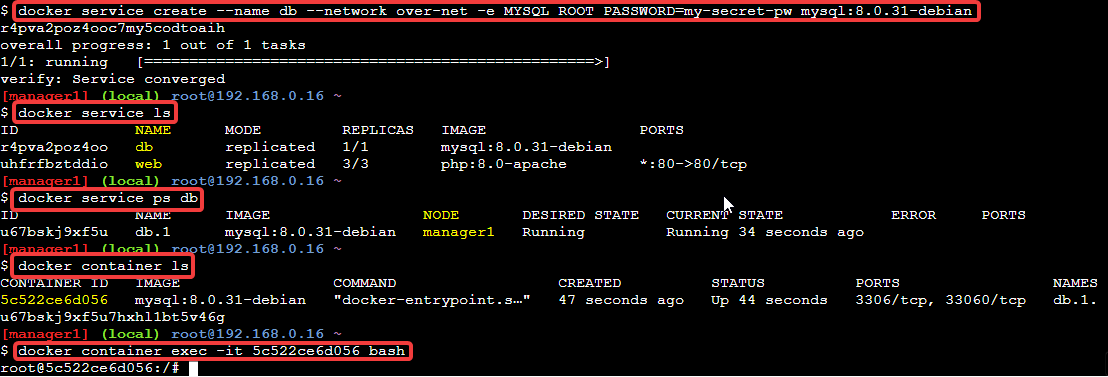 $ docker service create --name db --network over-net -e MYSQL ROOT PASSWORD=my-secret-pw mysql:8.0.31-debian
r4pva2poz4ooc7my5codtoaih
overall progress: 1 out of 1 tasks
1/1: running   [==================================================>]
verify: Service converged
[manager1] (local) root@192.168.0.16 ~
$ docker service ls
ID             NAME      MODE         REPLICAS   IMAGE                 PORTS
r4pva2poz4oo   db        replicated   1/1        mysql:8.0.31-debian
uhfrfbztddio   web       replicated   3/3        php:8.0-apache        *:80->80/tcp
[manager1] (local) root@192.168.0.16 ~
$ docker service ps db
ID             NAME      IMAGE                 NODE       DESIRED STATE   CURRENT STATE            ERROR     PORTS
u67bskj9xf5u   db.1      mysql:8.0.31-debian   manager1   Running         Running 34 seconds ago
[manager1] (local) root@192.168.0.16 ~
$ docker container ls
CONTAINER ID   IMAGE                 COMMAND                  CREATED          STATUS          PORTS                 NAMES
5c522ce6d056   mysql:8.0.31-debian   "docker-entrypoint.s…"   47 seconds ago   Up 44 seconds   3306/tcp, 33060/tcp   db.1.
u67bskj9xf5u7hxhl1bt5v46g
[manager1] (local) root@192.168.0.16 ~
$ docker container exec -it 5c522ce6d056 bash
root@5c522ce6d056:/#